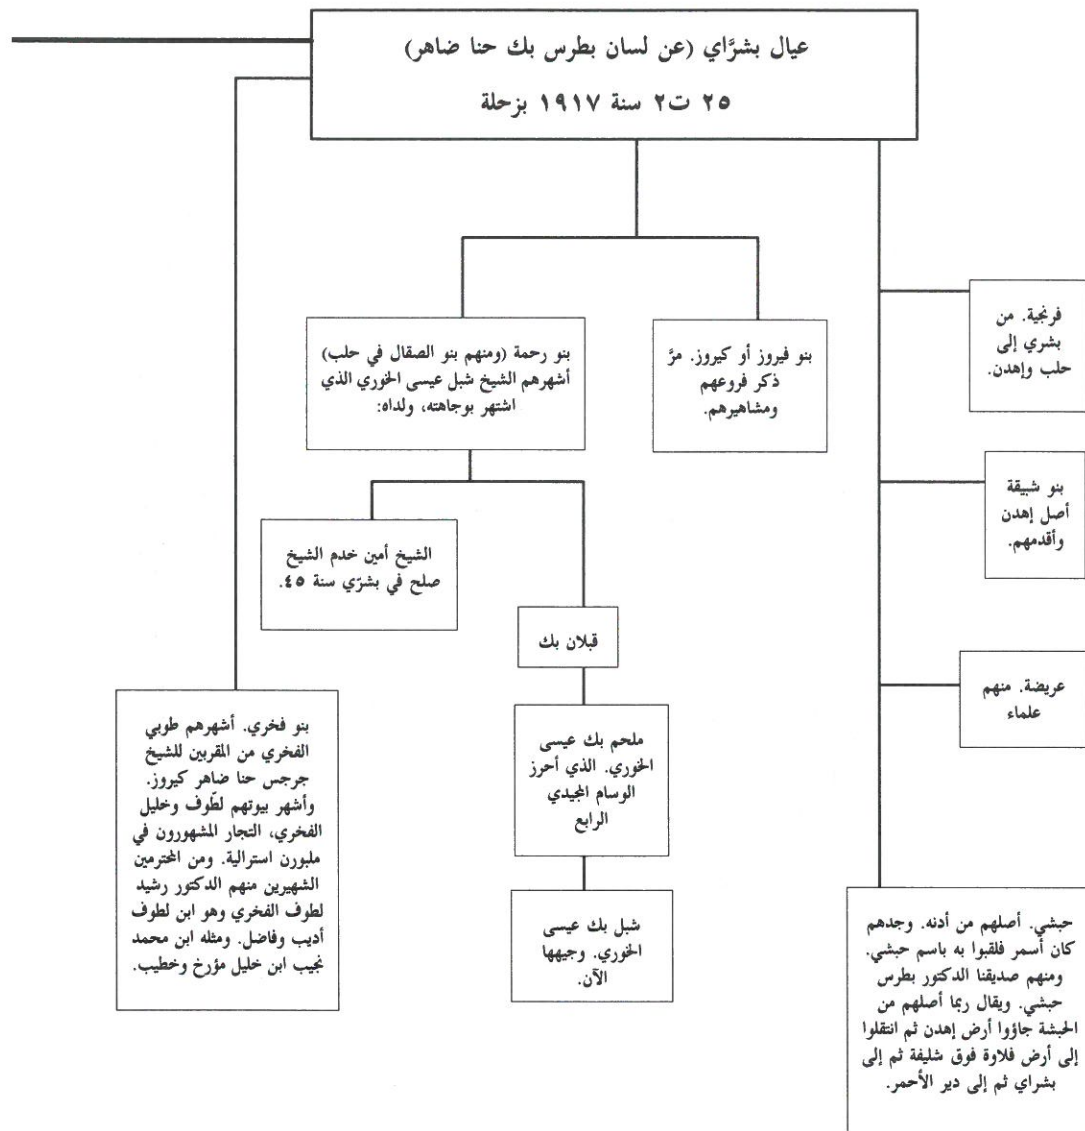 عيال بشرَّاي (عن لسان بطرس بك حنا ضاهر)
٢٥ ت٢ سنة ١٩١٧ بزحلة
فرنجية. من
بشري إلى
حلب وإهدن.
بنو شبيقة
أصل إهدن
وأقدمهم.
عريضة. منهم
علماء
حبشي. أصلهم من أدنه. وجدهم
كان أسمر فلقبوا به باسم حبشي.
ومنهم صديقنا الدكتور بطرس
حبشي. ويقال ربما أصلهم من
الحبشة جاؤوا أرض إهدن ثم انتقلوا
إلى أرض فلاوة فوق شليفة ثم إلى
بشراي ثم إلى دير الأحمر.
بنو فيروز أو كيروز. مرَّ
ذكر فروعهم
ومشاهيرهم.
بنو رحمة (ومنهم بنو الصقال في حلب)
أشهرهم الشيخ شبل عيسى الخوري الذي
اشتهر بوجاهته، ولداه:
الشيخ أمين خدم الشيخ
صلح في بشرّي سنة ٤٥.
قبلان بك
ملحم بك عيسى
الخوري. الذي أحرز
الوسام المجيدي
الرابع
شبل بك عيسى
الخوري. وجيهها
الآن.
بنو فخري. أشهرهم طوبي
الفخري من المقربين للشيخ
جرجس حنا ضاهر كيروز.
وأشهر بيوتهم لطّوف وخليل
الفخري، التجار المشهورون في
ملبورن استرالية. ومن المحترمين
الشهيرين منهم الدكتور رشيد
لطوف الفخري وهو ابن لطوف
أديب وفاضل. ومثله ابن محمد
نجيب ابن خليل مؤرخ وخطيب.